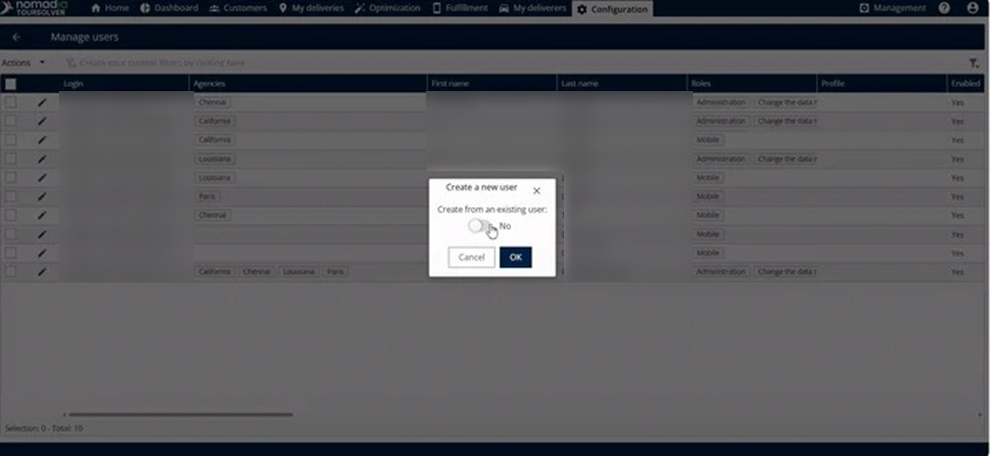 nomadia
TOURSOLVER
Home Dashboard Customers My deliveries Optimization Fulfillment My deliverers Configuration Management
Manage users
Actions Create your custom filters by clicking here
Login Agencies First name Last name Roles Profile Enabled
Chennai Administration Change the data r Yes
California Administration Change the data r Yes
California Mobile Yes
Louisiana Administration Change the data r Yes
Louisiana Mobile Yes
Paris Mobile Yes
Chennai Mobile Yes
Mobile Yes
Mobile Yes
California Chennai Louisiana Paris Administration Change the data r Yes
Create a new user
Create from an existing user:
No
Cancel OK
Selection: 0 - Total: 10